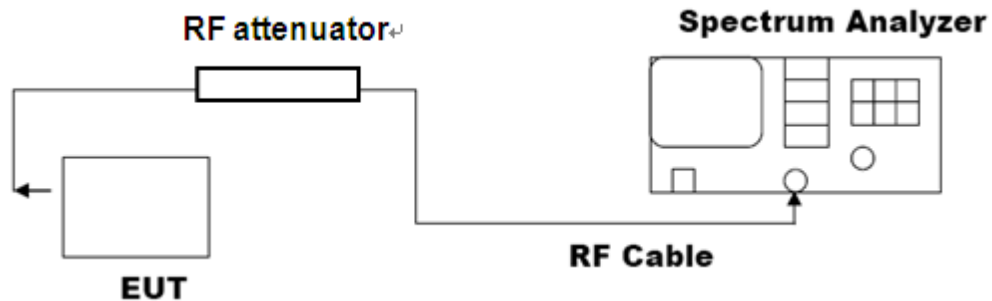 RF attenuator↵
Spectrum Analyzer
RF Cable
EUT